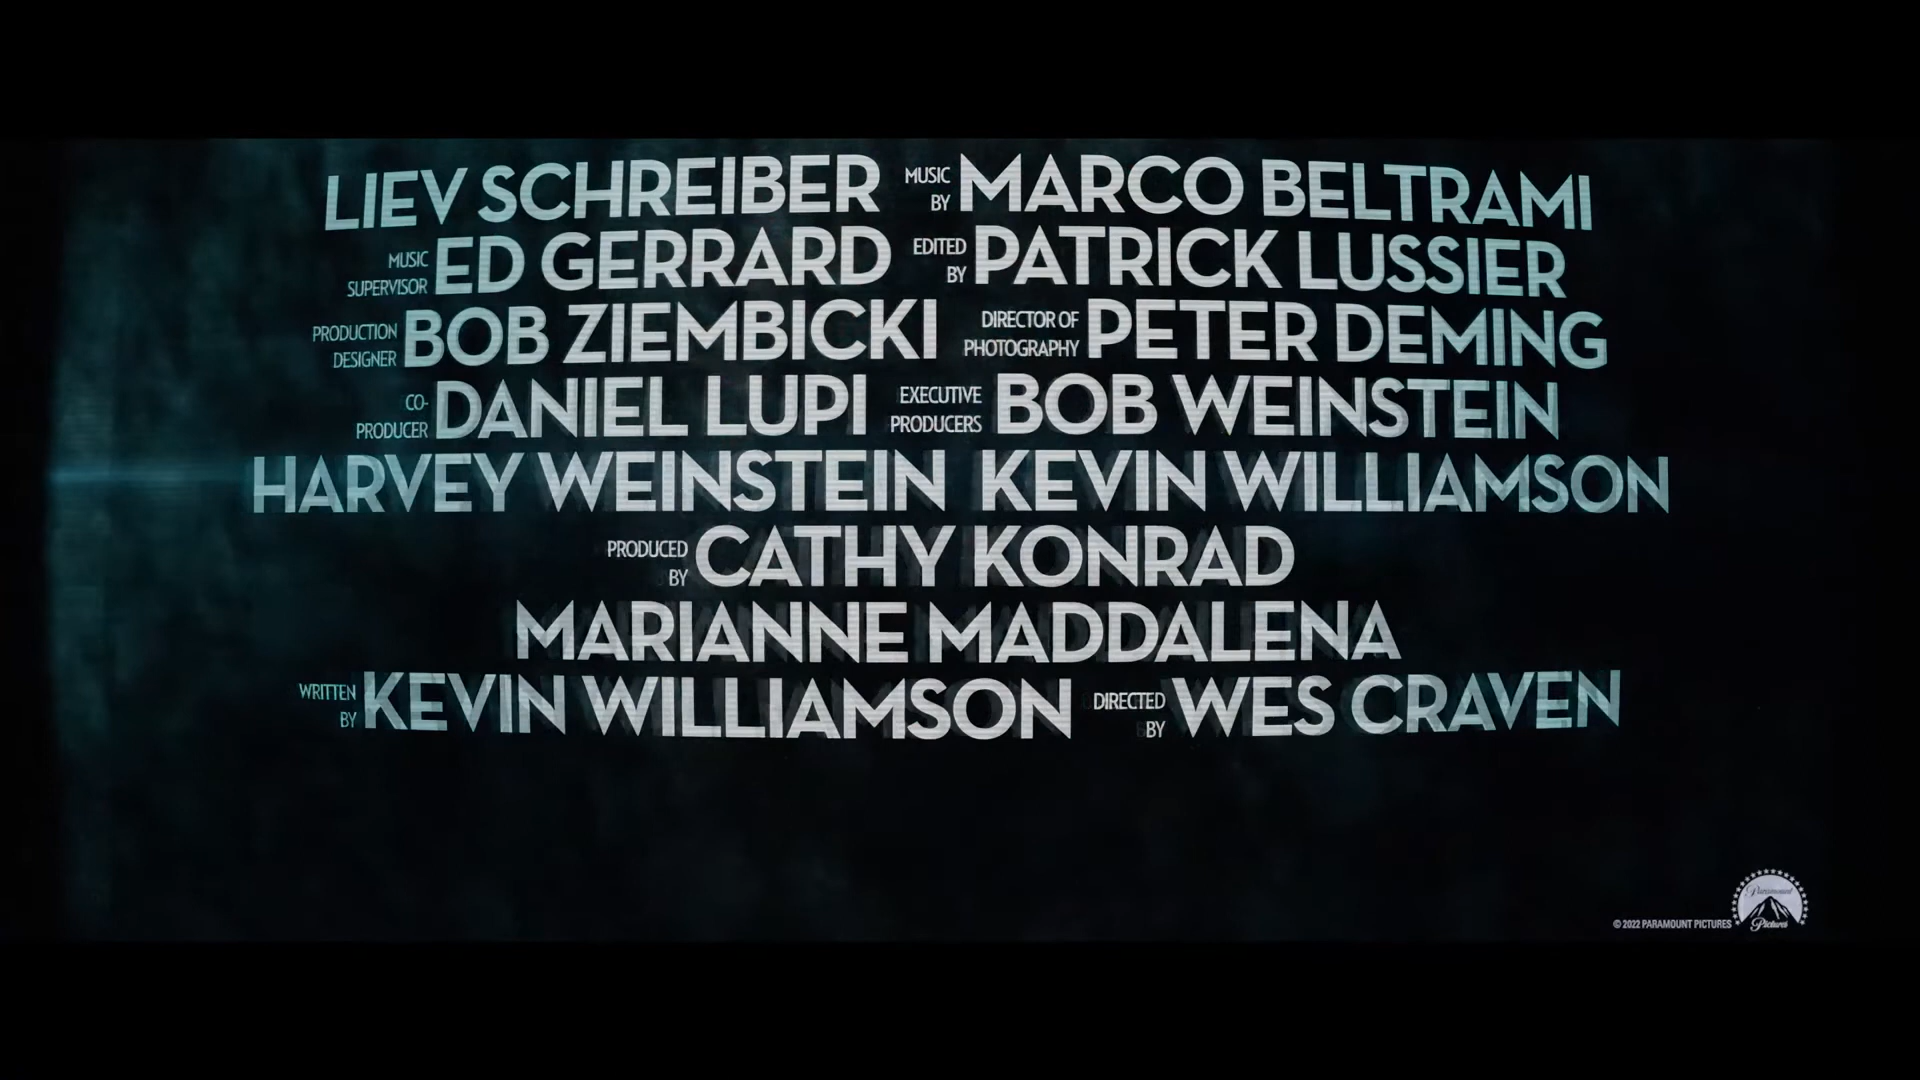 LIEV SCHREIBER MUSIC BY MARCO BELTRAMI
MUSIC SUPERVISOR ED GERRARD EDITED BY PATRICK LUSSIER
PRODUCTION DESIGNER BOB ZIEMBICKI DIRECTOR OF PHOTOGRAPHY PETER DEMING
CO-PRODUCER DANIEL LUPI EXECUTIVE PRODUCERS BOB WEINSTEIN
HARVEY WEINSTEIN KEVIN WILLIAMSON
PRODUCED BY CATHY KONRAD
MARIANNE MADDALENA
WRITTEN BY KEVIN WILLIAMSON DIRECTED BY WES CRAVEN
© 2022 PARAMOUNT PICTURES
Paramount
Pictures